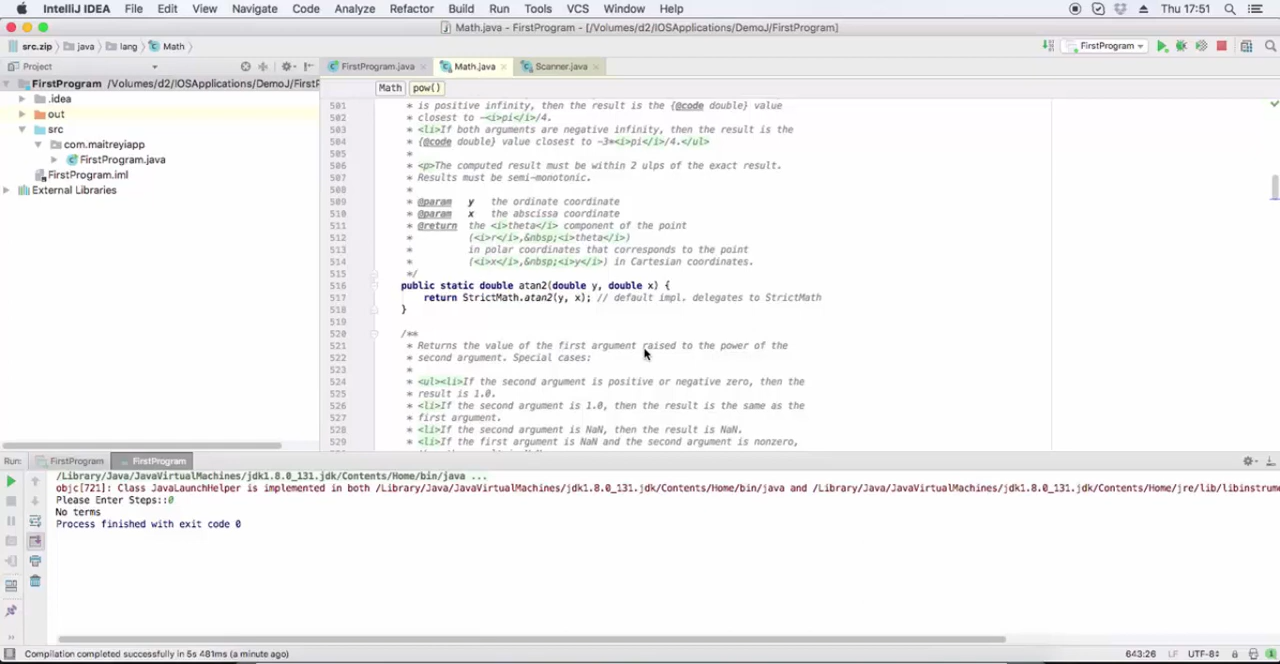 IntelliJ IDEA File Edit View Navigate Code Analyze Refactor Build Run Tools VCS Window Help Thu 17:51
Math.java - FirstProgram - [/Volumes/d2/IOSApplications/DemoJ/FirstProgram]
src.zip java lang Math FirstProgram
Project FirstProgram.java Math.java Scanner.java
FirstProgram /Volumes/d2/IOSApplications/DemoJ/FirstP
.idea
out
src
com.maitreyiapp
FirstProgram.java
FirstProgram.iml
External Libraries
Math pow()
501 * is positive infinity, then the result is the {@code double} value
502 * closest to -<i>pi</i>/4.
503 * <li>If both arguments are negative infinity, then the result is the
504 * {@code double} value closest to -3*<i>pi</i>/4.</ul>
505 *
506 * <p>The computed result must be within 2 ulps of the exact result.
507 * Results must be semi-monotonic.
508 *
509 * @param y the ordinate coordinate
510 * @param x the abscissa coordinate
511 * @return the <i>theta</i> component of the point
512 * (<i>r</i>,&nbsp;<i>theta</i>)
513 * in polar coordinates that corresponds to the point
514 * (<i>x</i>,&nbsp;<i>y</i>) in Cartesian coordinates.
515 */
516 public static double atan2(double y, double x) {
517 return StrictMath.atan2(y, x); // default impl. delegates to StrictMath
518 }
519
520 /**
521 * Returns the value of the first argument raised to the power of the
522 * second argument. Special cases:
523 *
524 * <ul><li>If the second argument is positive or negative zero, then the
525 * result is 1.0.
526 * <li>If the second argument is 1.0, then the result is the same as the
527 * first argument.
528 * <li>If the second argument is NaN, then the result is NaN.
529 * <li>If the first argument is NaN and the second argument is nonzero,
Run: FirstProgram FirstProgram
/Library/Java/JavaVirtualMachines/jdk1.8.0_131.jdk/Contents/Home/bin/java ...
objc[721]: Class JavaLaunchHelper is implemented in both /Library/Java/JavaVirtualMachines/jdk1.8.0_131.jdk/Contents/Home/bin/java and /Library/Java/JavaVirtualMachines/jdk1.8.0_131.jdk/Contents/Home/jre/lib/libinstrume
Please Enter Steps::0
No terms
Process finished with exit code 0
Compilation completed successfully in 5s 481ms (a minute ago) 643:26 LF UTF-8